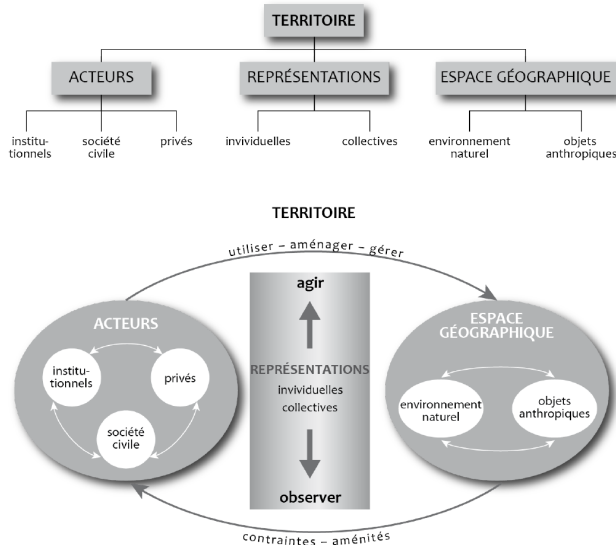 TERRITOIRE
ACTEURS
REPRÉSENTATIONS
ESPACE GÉOGRAPHIQUE
institu-
tionnels
société
civile
privés
invividuelles
collectives
environnement
naturel
objets
anthropiques
TERRITOIRE
utiliser – aménager – gérer
agir
ACTEURS
institu-
tionnels
privés
société
civile
REPRÉSENTATIONS
invividuelles
collectives
observer
ESPACE
GÉOGRAPHIQUE
environnement
naturel
objets
anthropiques
contraintes – aménités